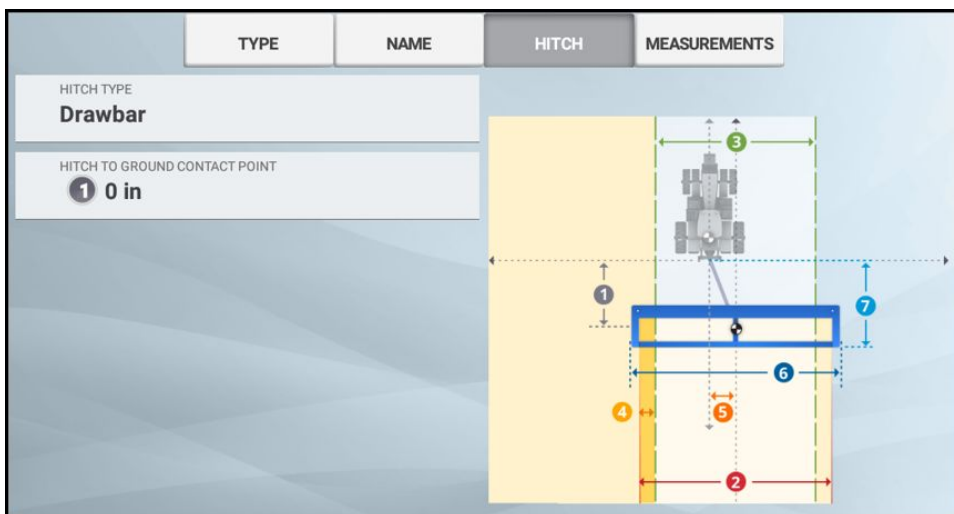 TYPE NAME HITCH MEASUREMENTS
HITCH TYPE
Drawbar
HITCH TO GROUND CONTACT POINT
1 0 in
3
1
7
6
4
5
2